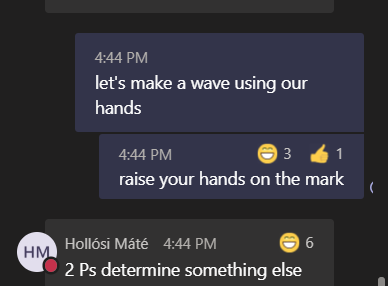 4:44 PM
let's make a wave using our
hands
4:44 PM 3 1
raise your hands on the mark
HM Hollósi Máté 4:44 PM 6
2 Ps determine something else